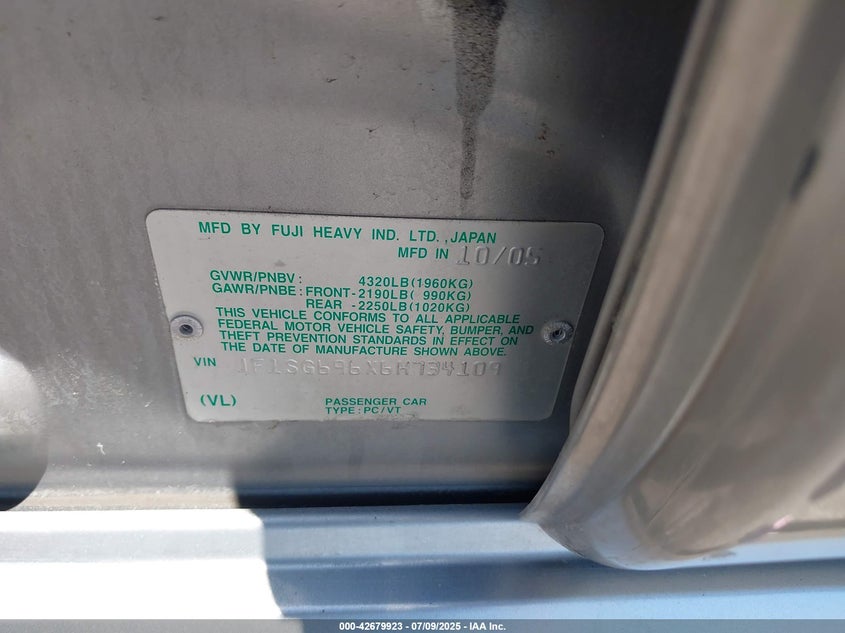 MFD BY FUJI HEAVY IND. LTD. ,JAPAN
MFD IN 10/05
GVWR/PNBV : 4320LB(1960KG)
GAWR/PNBE : FRONT-2190LB( 990KG)
REAR -2250LB(1020KG)
THIS VEHICLE CONFORMS TO ALL APPLICABLE
FEDERAL MOTOR VEHICLE SAFETY, BUMPER, AND
THEFT PREVENTION STANDARDS IN EFFECT ON
THE DATE OF MANUFACTURE SHOWN ABOVE.
VIN JF1SG696X6H734109
(VL) PASSENGER CAR
TYPE : PC/VT
000-42679923 - 07/09/2025 - IAA Inc.